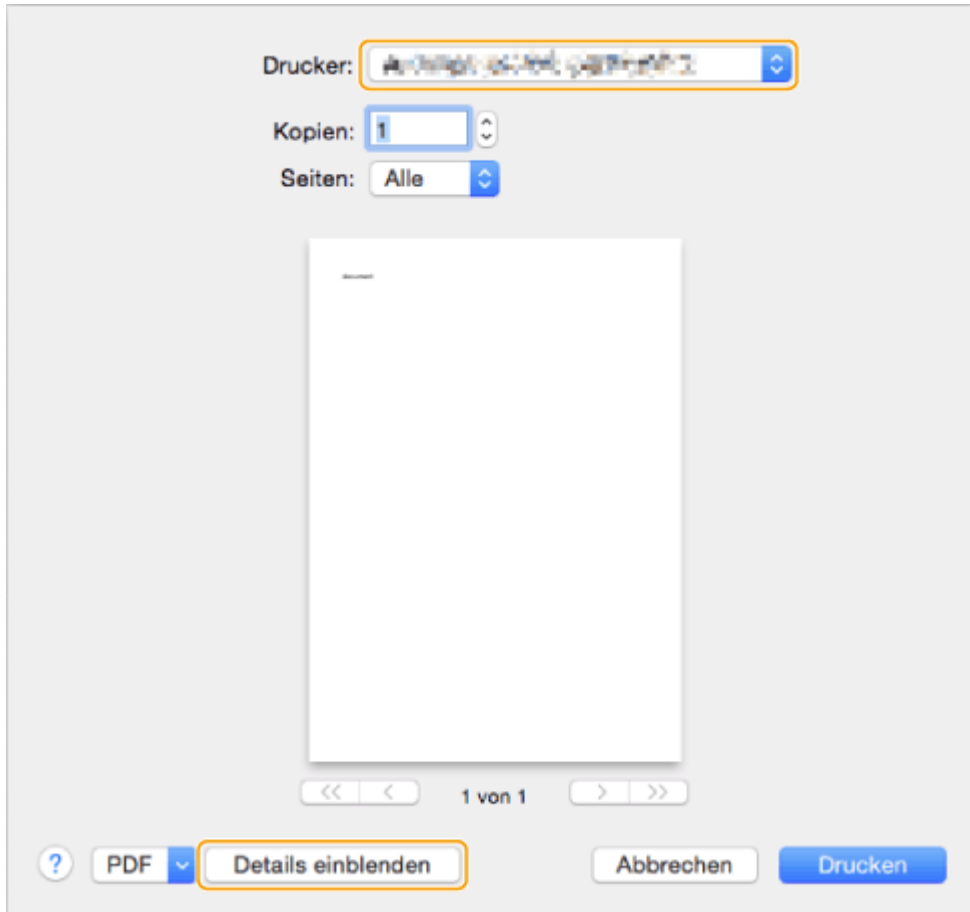 Drucker:
Kopien: 1
Seiten: Alle
1 von 1
? PDF Details einblenden Abbrechen Drucken